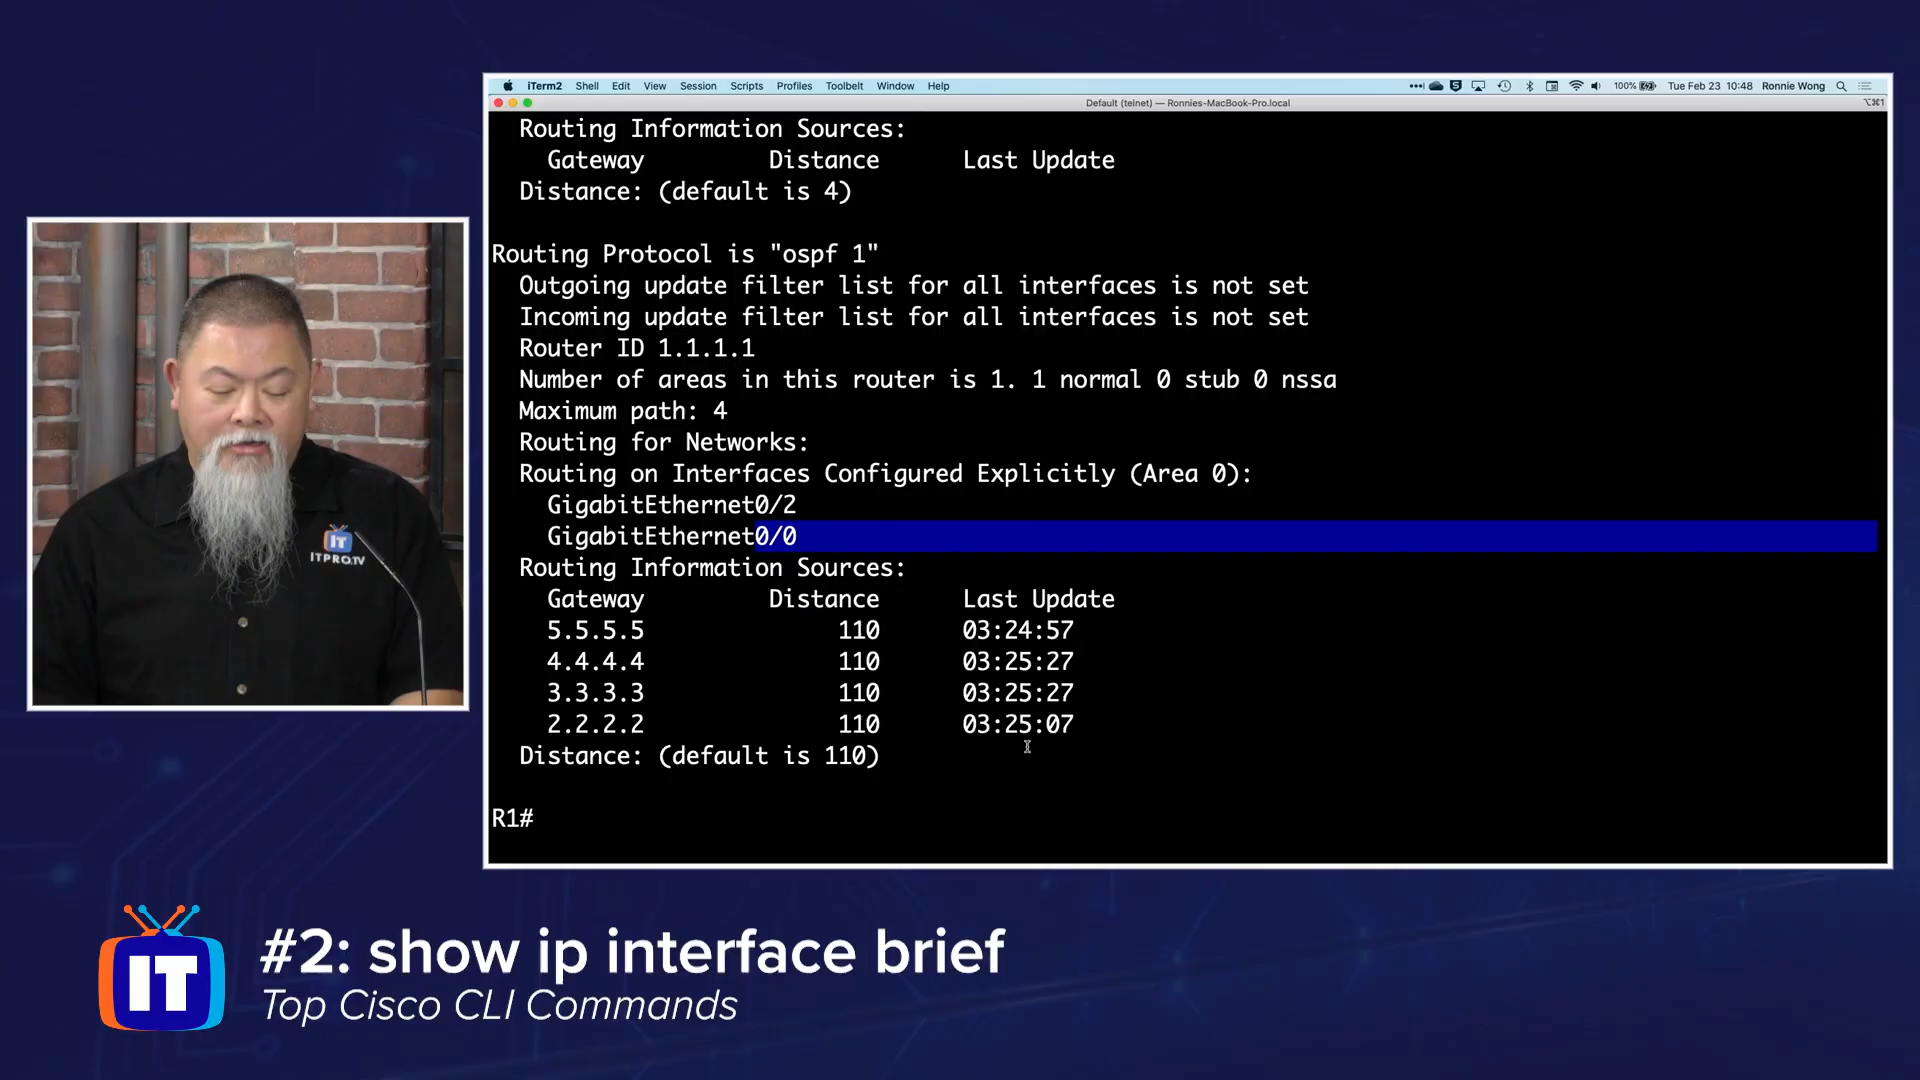 iTerm2 Shell Edit View Session Scripts Profiles Toolbelt Window Help 100% Tue Feb 23 10:48 Ronnie Wong
Default (telnet) — Ronnies-MacBook-Pro.local ⌥⌘1
Routing Information Sources:
Gateway Distance Last Update
Distance: (default is 4)
Routing Protocol is "ospf 1"
Outgoing update filter list for all interfaces is not set
Incoming update filter list for all interfaces is not set
Router ID 1.1.1.1
Number of areas in this router is 1. 1 normal 0 stub 0 nssa
Maximum path: 4
Routing for Networks:
Routing on Interfaces Configured Explicitly (Area 0):
GigabitEthernet0/2
GigabitEthernet0/0
Routing Information Sources:
Gateway Distance Last Update
5.5.5.5 110 03:24:57
4.4.4.4 110 03:25:27
3.3.3.3 110 03:25:27
2.2.2.2 110 03:25:07
Distance: (default is 110)
R1#
IT
ITPRO.TV
IT
#2: show ip interface brief
Top Cisco CLI Commands